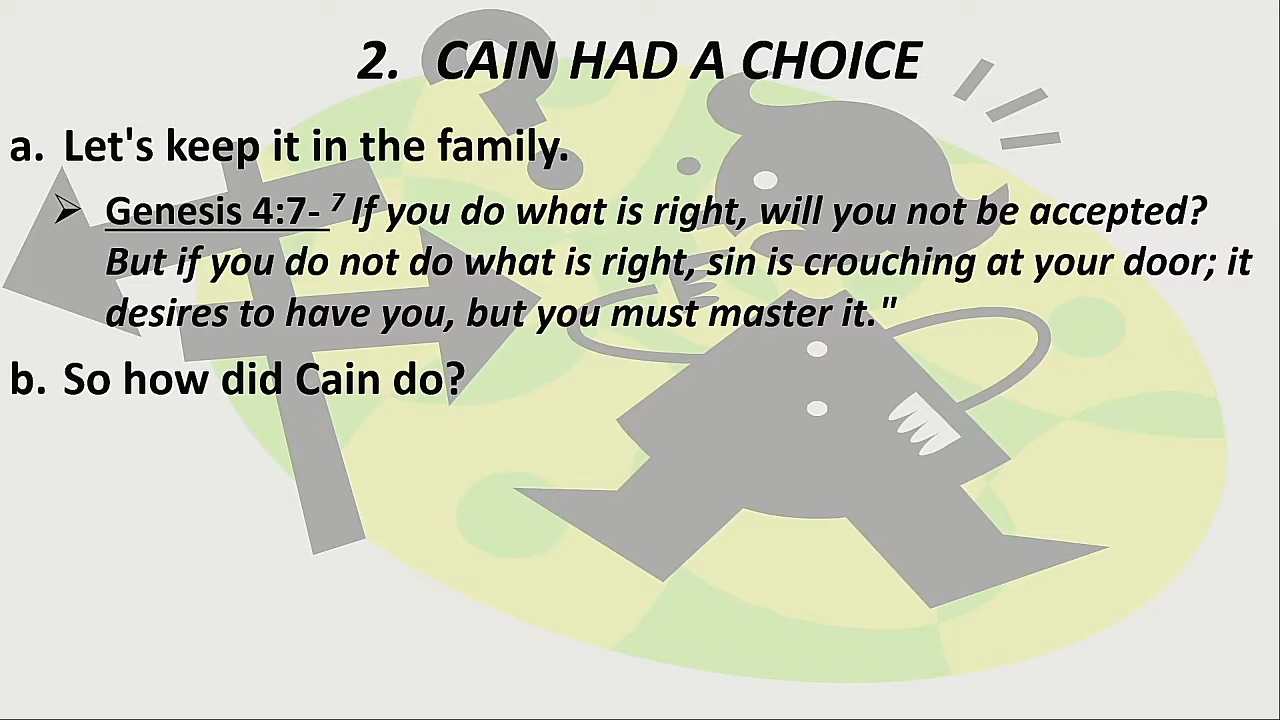 2. CAIN HAD A CHOICE
a. Let's keep it in the family.
➢ Genesis 4:7- ⁷ If you do what is right, will you not be accepted?
But if you do not do what is right, sin is crouching at your door; it
desires to have you, but you must master it."
b. So how did Cain do?